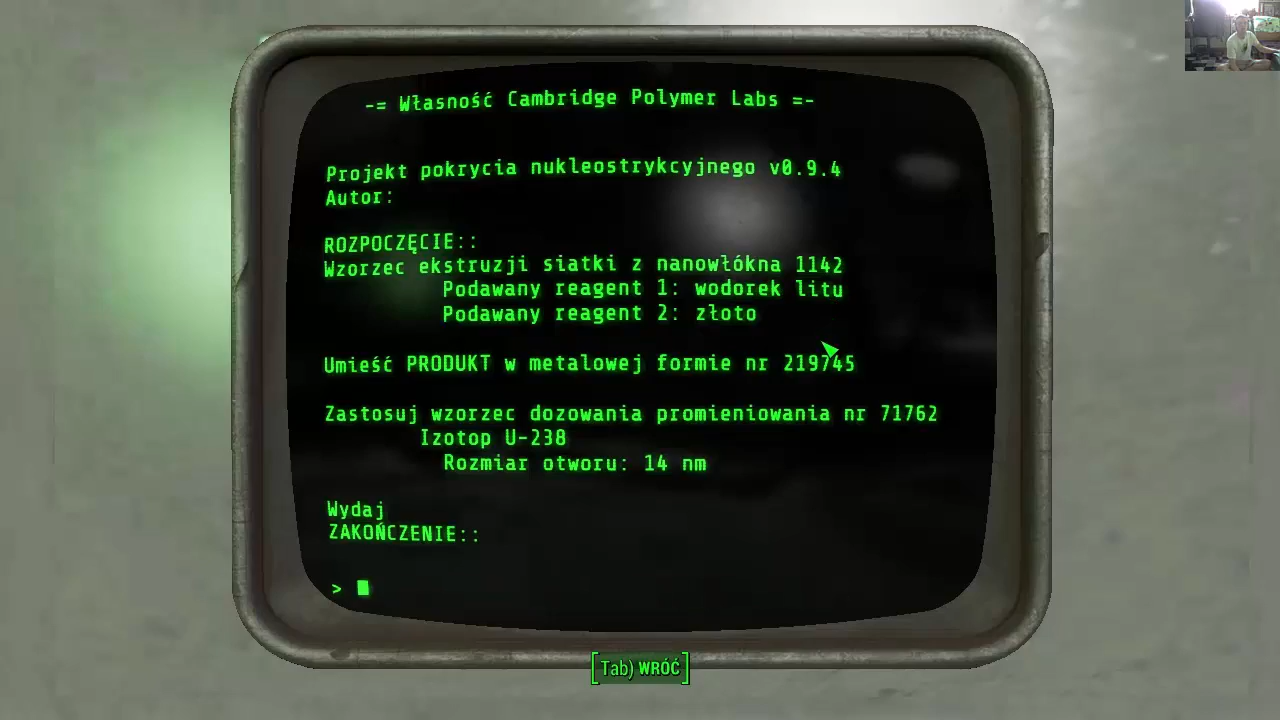 -= Własność Cambridge Polymer Labs =-
Projekt pokrycia nukleostrykcyjnego v0.9.4
Autor:
ROZPOCZĘCIE::
Wzorzec ekstruzji siatki z nanowłókna 1142
Podawany reagent 1: wodorek litu
Podawany reagent 2: złoto
Umieść PRODUKT w metalowej formie nr 219745
Zastosuj wzorzec dozowania promieniowania nr 71762
Izotop U-238
Rozmiar otworu: 14 nm
Wydaj
ZAKOŃCZENIE::
>
[Tab) WRÓĆ]